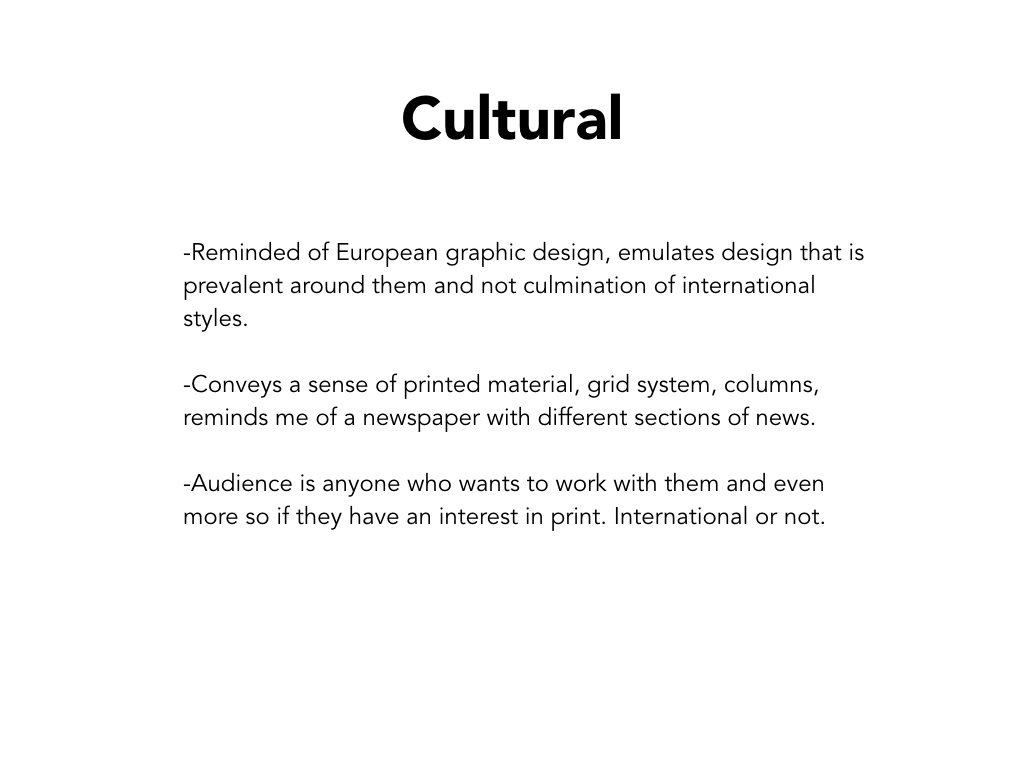 Cultural
-Reminded of European graphic design, emulates design that is
prevalent around them and not culmination of international
styles.
-Conveys a sense of printed material, grid system, columns,
reminds me of a newspaper with different sections of news.
-Audience is anyone who wants to work with them and even
more so if they have an interest in print. International or not.